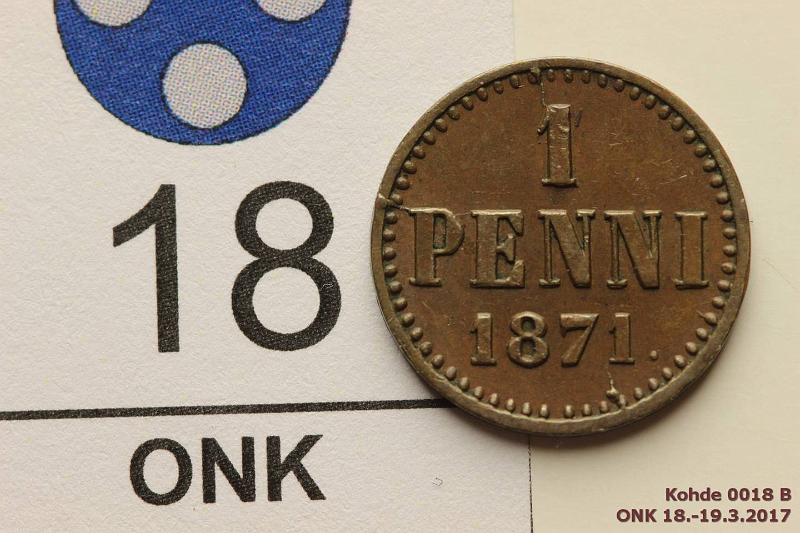 18
ONK
1
PENNI
1871.
Kohde 0018 B
ONK 18.-19.3.2017